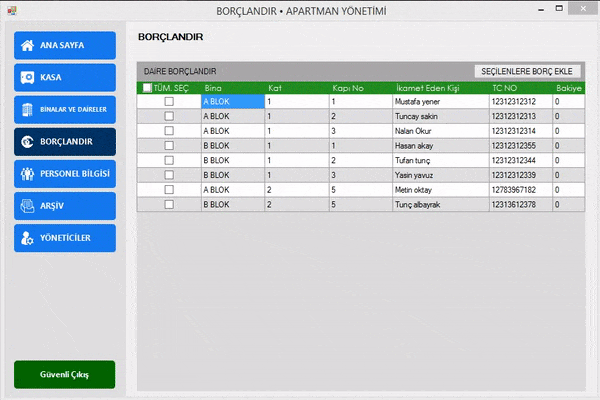 BORÇLANDIR • APARTMAN YÖNETİMİ
ANA SAYFA
KASA
BİNALAR VE DAİRELER
BORÇLANDIR
PERSONEL BİLGİSİ
ARŞİV
YÖNETİCİLER
Güvenli Çıkış
BORÇLANDIR
DAİRE BORÇLANDIR SEÇİLENLERE BORÇ EKLE
TÜM. SEÇ Bina Kat Kapı No İkamet Eden Kişi TC NO Bakiye
A BLOK 1 1 Mustafa yener 12312312312 0
A BLOK 1 2 Tuncay sakin 12312312313 0
A BLOK 1 3 Nalan Okur 12312312314 0
B BLOK 1 1 Hasan akay 12312312355 0
B BLOK 1 2 Tufan tunç 12312312344 0
B BLOK 1 3 Yasin yavuz 12312312339 0
A BLOK 2 5 Metin oktay 12783967182 0
B BLOK 2 5 Tunç albayrak 12313612378 0